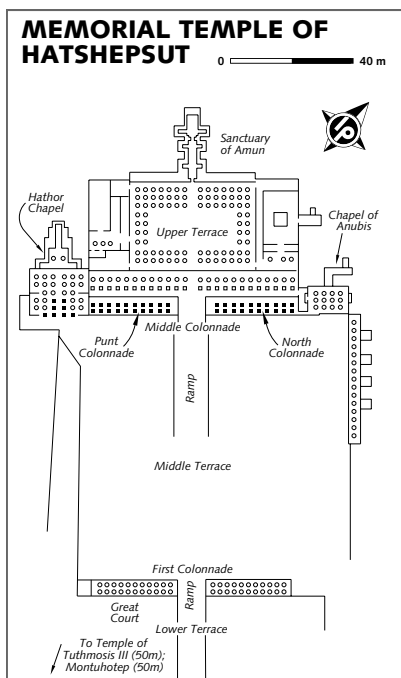 MEMORIAL TEMPLE OF
HATSHEPSUT
0 40 m
Sanctuary
of Amun
Hathor
Chapel
Chapel of
Anubis
Upper Terrace
Middle Colonnade
Punt
Colonnade
North
Colonnade
Ramp
Middle Terrace
First Colonnade
Ramp
Great
Court
Lower Terrace
To Temple of
Tuthmosis III (50m);
Montuhotep (50m)